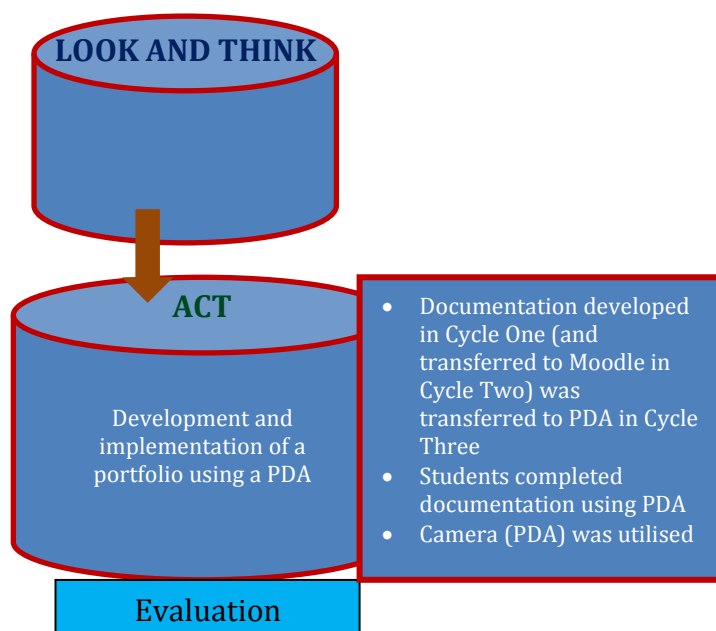 LOOK AND THINK
ACT
Development and
implementation of a
portfolio using a PDA
• Documentation developed
in Cycle One (and
transferred to Moodle in
Cycle Two) was
transferred to PDA in Cycle
Three
• Students completed
documentation using PDA
• Camera (PDA) was utilised
Evaluation